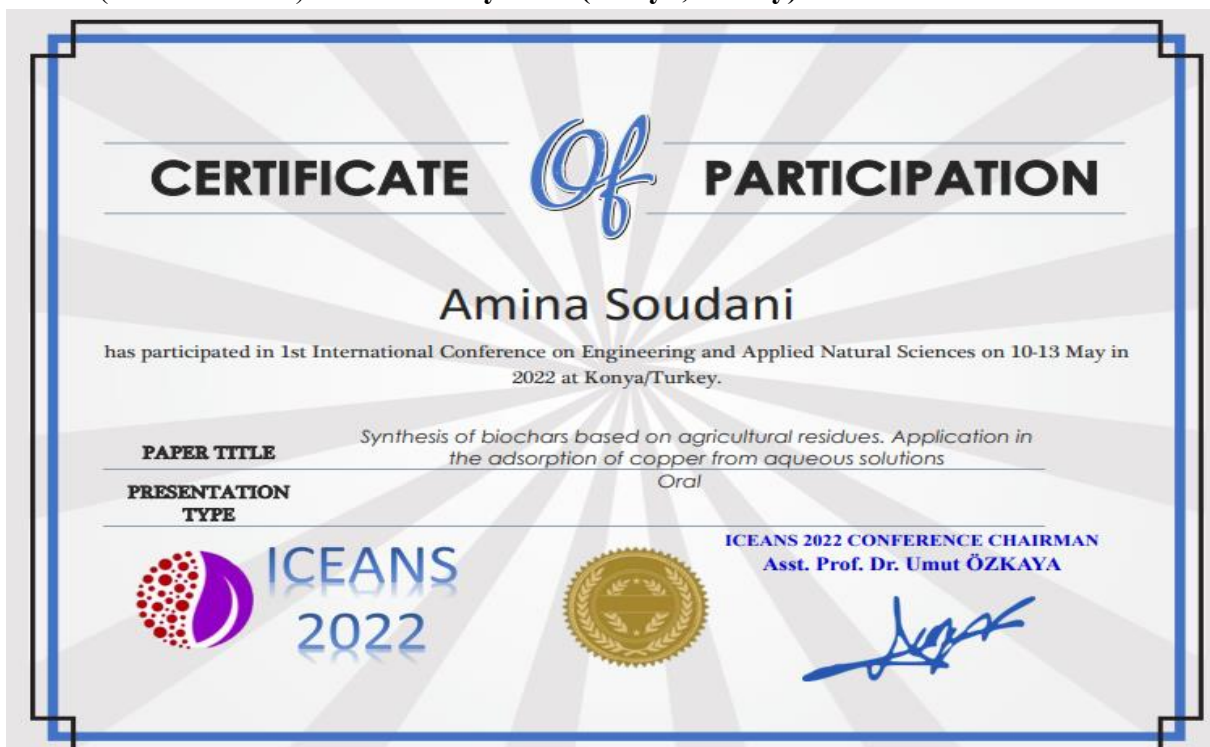 CERTIFICATE Of PARTICIPATION
Amina Soudani
has participated in 1st International Conference on Engineering and Applied Natural Sciences on 10-13 May in
2022 at Konya/Turkey.
PAPER TITLE
Synthesis of biochars based on agricultural residues. Application in
the adsorption of copper from aqueous solutions
PRESENTATION
TYPE
Oral
ICEANS
2022
ICEANS 2022 CONFERENCE CHAIRMAN
Asst. Prof. Dr. Umut ÖZKAYA